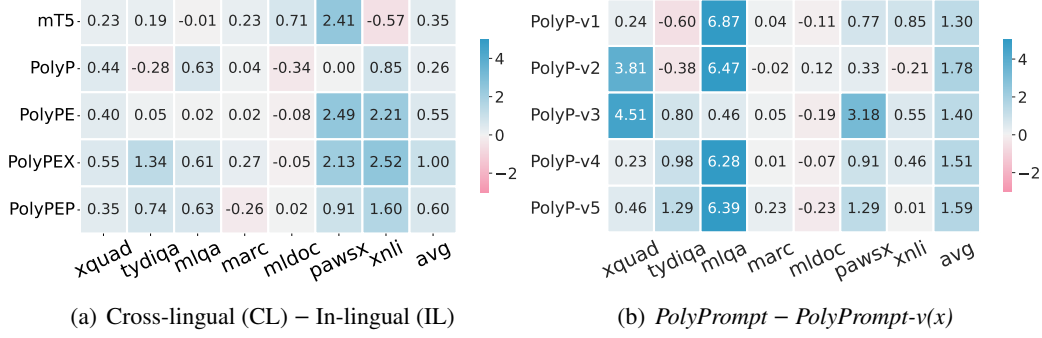 mT5 0.23 0.19 -0.01 0.23 0.71 2.41 -0.57 0.35
PolyP 0.44 -0.28 0.63 0.04 -0.34 0.00 0.85 0.26
PolyPE 0.40 0.05 0.02 0.02 -0.08 2.49 2.21 0.55
PolyPEX 0.55 1.34 0.61 0.27 -0.05 2.13 2.52 1.00
PolyPEP 0.35 0.74 0.63 -0.26 0.02 0.91 1.60 0.60
xquad tydiqa mlqa marc mldoc pawsx xnli avg
4
2
0
−2
(a) Cross-lingual (CL) − In-lingual (IL)
PolyP-v1 0.24 -0.60 6.87 0.04 -0.11 0.77 0.85 1.30
PolyP-v2 3.81 -0.38 6.47 -0.02 0.12 0.33 -0.21 1.78
PolyP-v3 4.51 0.80 0.46 0.05 -0.19 3.18 0.55 1.40
PolyP-v4 0.23 0.98 6.28 0.01 -0.07 0.91 0.46 1.51
PolyP-v5 0.46 1.29 6.39 0.23 -0.23 1.29 0.01 1.59
xquad tydiqa mlqa marc mldoc pawsx xnli avg
4
2
0
−2
(b) PolyPrompt − PolyPrompt-v(x)